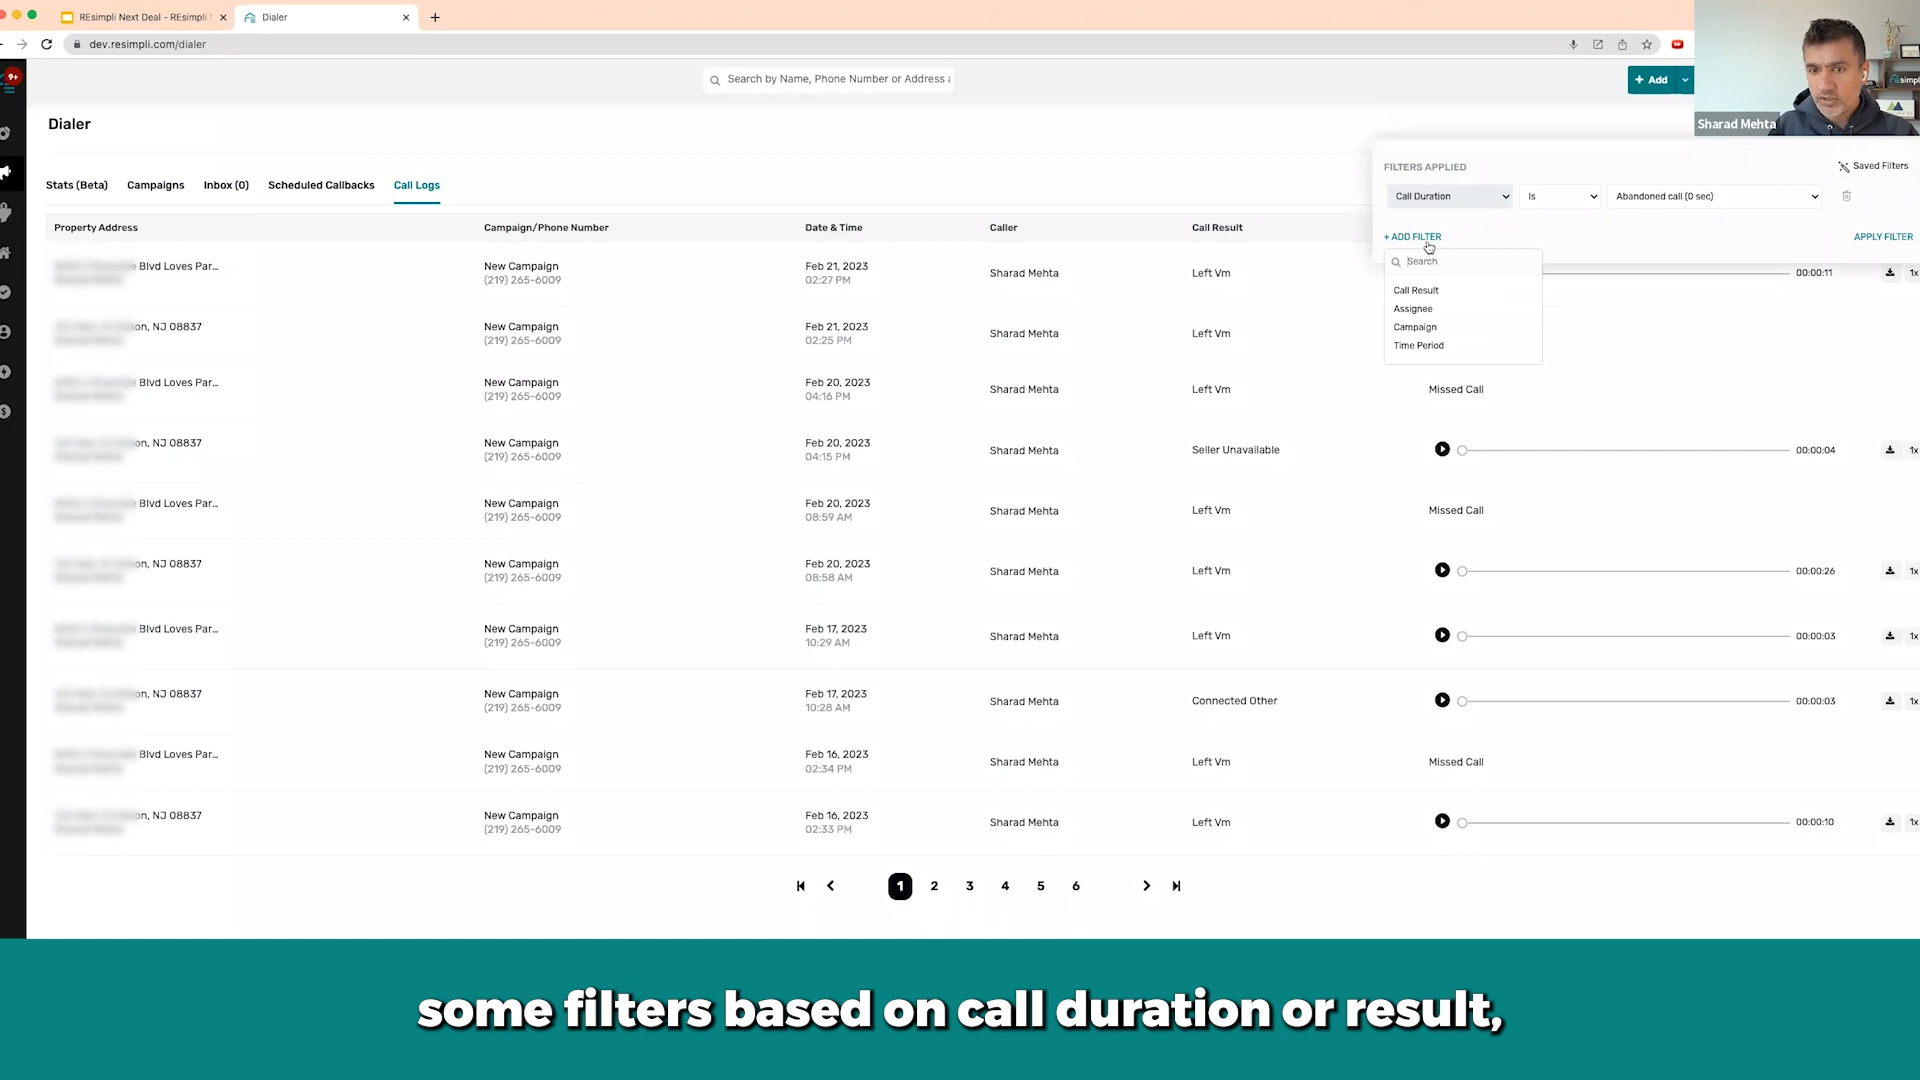 REsimpli Next Deal - REsimpli
Dialer
dev.resimpli.com/dialer
9+
Search by Name, Phone Number or Address
+ Add
Sharad Mehta
Dialer
FILTERS APPLIED
Saved Filters
Stats (Beta) Campaigns Inbox (0) Scheduled Callbacks Call Logs
Call Duration Is Abandoned call (0 sec)
+ ADD FILTER APPLY FILTER
Search
Call Result
Assignee
Campaign
Time Period
Property Address Campaign/Phone Number Date & Time Caller Call Result
Blvd Loves Par... New Campaign Feb 21, 2023
(219) 265-6009 02:27 PM Sharad Mehta Left Vm 00:00:11 1x
on, NJ 08837 New Campaign Feb 21, 2023
(219) 265-6009 02:25 PM Sharad Mehta Left Vm
Blvd Loves Par... New Campaign Feb 20, 2023
(219) 265-6009 04:16 PM Sharad Mehta Left Vm Missed Call
on, NJ 08837 New Campaign Feb 20, 2023
(219) 265-6009 04:15 PM Sharad Mehta Seller Unavailable 00:00:04 1x
Blvd Loves Par... New Campaign Feb 20, 2023
(219) 265-6009 08:59 AM Sharad Mehta Left Vm Missed Call
on, NJ 08837 New Campaign Feb 20, 2023
(219) 265-6009 08:58 AM Sharad Mehta Left Vm 00:00:26 1x
Blvd Loves Par... New Campaign Feb 17, 2023
(219) 265-6009 10:29 AM Sharad Mehta Left Vm 00:00:03 1x
on, NJ 08837 New Campaign Feb 17, 2023
(219) 265-6009 10:28 AM Sharad Mehta Connected Other 00:00:03 1x
Blvd Loves Par... New Campaign Feb 16, 2023
(219) 265-6009 02:34 PM Sharad Mehta Left Vm Missed Call
on, NJ 08837 New Campaign Feb 16, 2023
(219) 265-6009 02:33 PM Sharad Mehta Left Vm 00:00:10 1x
1 2 3 4 5 6
some filters based on call duration or result,